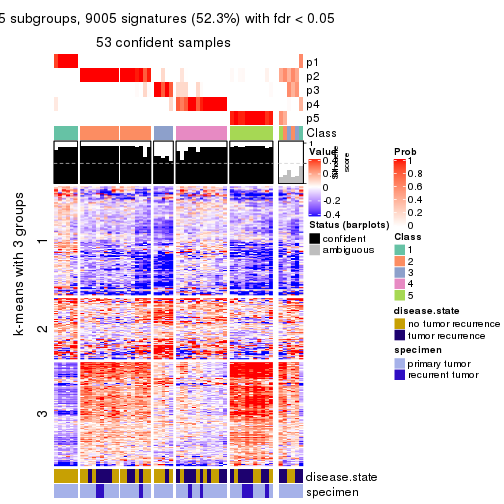 5 subgroups, 9005 signatures (52.3%) with fdr < 0.05
53 confident samples
p1
p2
p3
p4
p5
Class
1
Silhouette
score
k-means with 3 groups
1
2
3
Value
0.4
0
-0.2
-0.4
Status (barplots)
confident
ambiguous
Prob
1
0.8
0.6
0.4
0.2
0
Class
1
2
3
4
5
disease.state
no tumor recurrence
tumor recurrence
specimen
primary tumor
recurrent tumor
disease.state
specimen